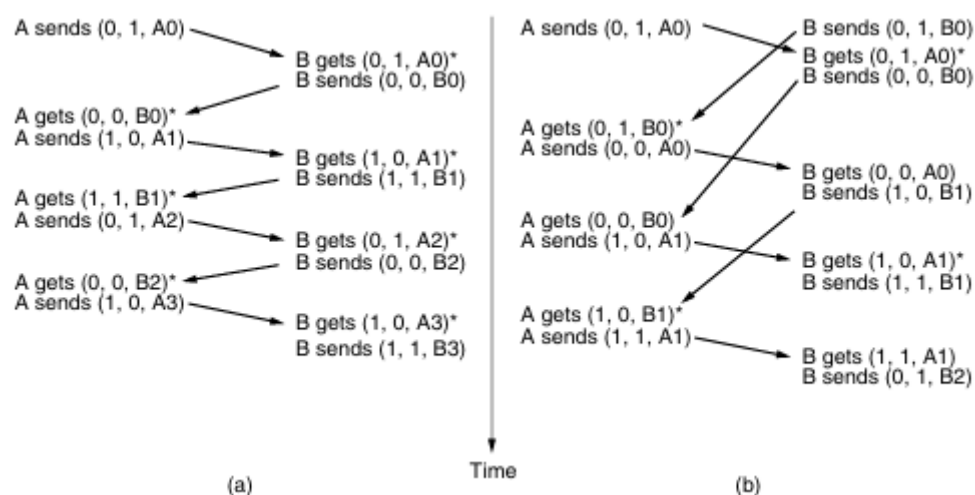 A sends (0, 1, A0)
B gets (0, 1, A0)*
B sends (0, 0, B0)
A gets (0, 0, B0)*
A sends (1, 0, A1)
B gets (1, 0, A1)*
B sends (1, 1, B1)
A gets (1, 1, B1)*
A sends (0, 1, A2)
B gets (0, 1, A2)*
B sends (0, 0, B2)
A gets (0, 0, B2)*
A sends (1, 0, A3)
B gets (1, 0, A3)*
B sends (1, 1, B3)
(a)
Time
A sends (0, 1, A0)
B sends (0, 1, B0)
B gets (0, 1, A0)*
B sends (0, 0, B0)
A gets (0, 1, B0)*
A sends (0, 0, A0)
B gets (0, 0, A0)
B sends (1, 0, B1)
A gets (0, 0, B0)
A sends (1, 0, A1)
B gets (1, 0, A1)*
B sends (1, 1, B1)
A gets (1, 0, B1)*
A sends (1, 1, A1)
B gets (1, 1, A1)
B sends (0, 1, B2)
(b)